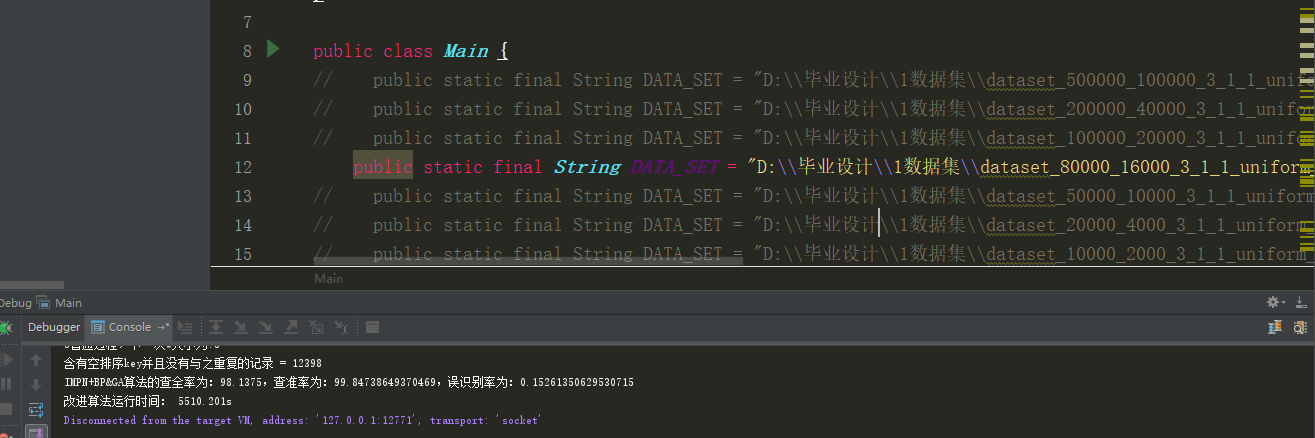 7
8 public class Main {
9 // public static final String DATA_SET = "D:\\毕业设计\\1数据集\\dataset_500000_100000_3_1_1_unifo
10 // public static final String DATA_SET = "D:\\毕业设计\\1数据集\\dataset_200000_40000_3_1_1_uniform
11 // public static final String DATA_SET = "D:\\毕业设计\\1数据集\\dataset_100000_20000_3_1_1_uniform
12 public static final String DATA_SET = "D:\\毕业设计\\1数据集\\dataset_80000_16000_3_1_1_uniform_
13 // public static final String DATA_SET = "D:\\毕业设计\\1数据集\\dataset_50000_10000_3_1_1_uniform_
14 // public static final String DATA_SET = "D:\\毕业设计\\1数据集\\dataset_20000_4000_3_1_1_uniform_
15 // public static final String DATA_SET = "D:\\毕业设计\\1数据集\\dataset_10000_2000_3_1_1_uniform_
Main
Debug Main
Debugger Console
含有空排序key并且没有与之重复的记录 = 12398
IMPN+BP&GA算法的查全率为：98.1375，查准率为：99.84738649370469，误识别率为：0.15261350629530715
改进算法运行时间： 5510.201s
Disconnected from the target VM, address: '127.0.0.1:12771', transport: 'socket'